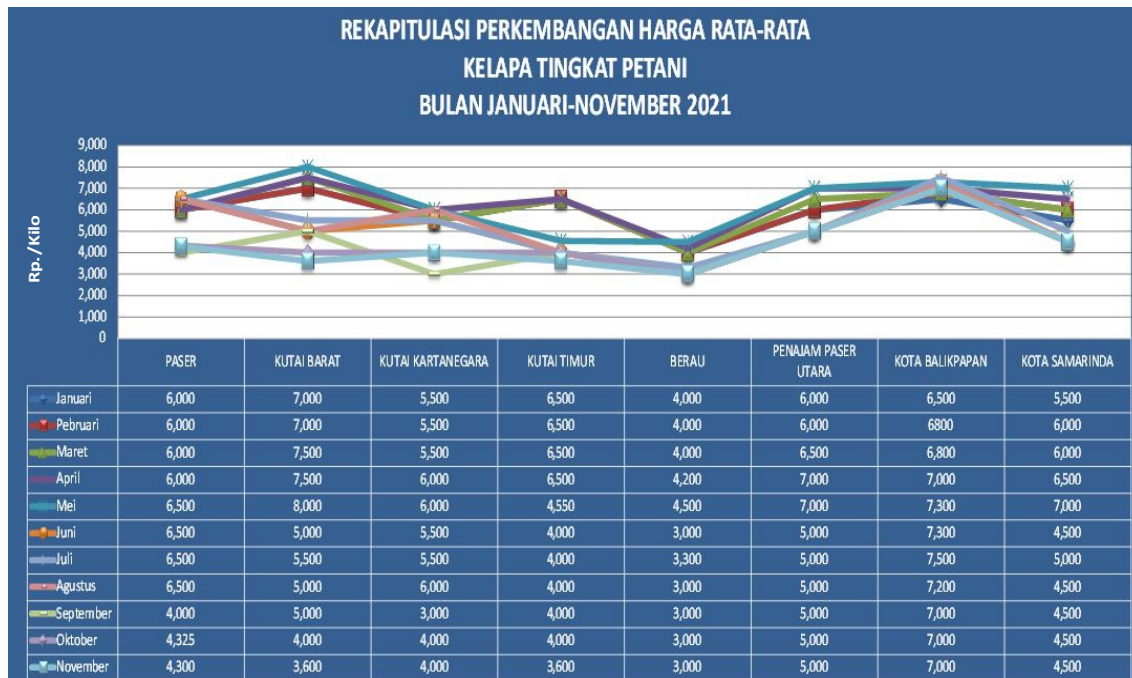 REKAPITULASI PERKEMBANGAN HARGA RATA-RATA
KELAPA TINGKAT PETANI
BULAN JANUARI-NOVEMBER 2021
Rp./Kilo
9,000
8,000
7,000
6,000
5,000
4,000
3,000
2,000
1,000
0
PASER KUTAI BARAT KUTAI KARTANEGARA KUTAI TIMUR BERAU PENAJAM PASER UTARA KOTA BALIKPAPAN KOTA SAMARINDA
Januari 6,000 7,000 5,500 6,500 4,000 6,000 6,500 5,500
Pebruari 6,000 7,000 5,500 6,500 4,000 6,000 6800 6,000
Maret 6,000 7,500 5,500 6,500 4,000 6,500 6,800 6,000
April 6,000 7,500 6,000 6,500 4,200 7,000 7,000 6,500
Mei 6,500 8,000 6,000 4,550 4,500 7,000 7,300 7,000
Juni 6,500 5,000 5,500 4,000 3,000 5,000 7,300 4,500
Juli 6,500 5,500 5,500 4,000 3,300 5,000 7,500 5,000
Agustus 6,500 5,000 6,000 4,000 3,000 5,000 7,200 4,500
September 4,000 5,000 3,000 4,000 3,000 5,000 7,000 4,500
Oktober 4,325 4,000 4,000 4,000 3,000 5,000 7,000 4,500
November 4,300 3,600 4,000 3,600 3,000 5,000 7,000 4,500